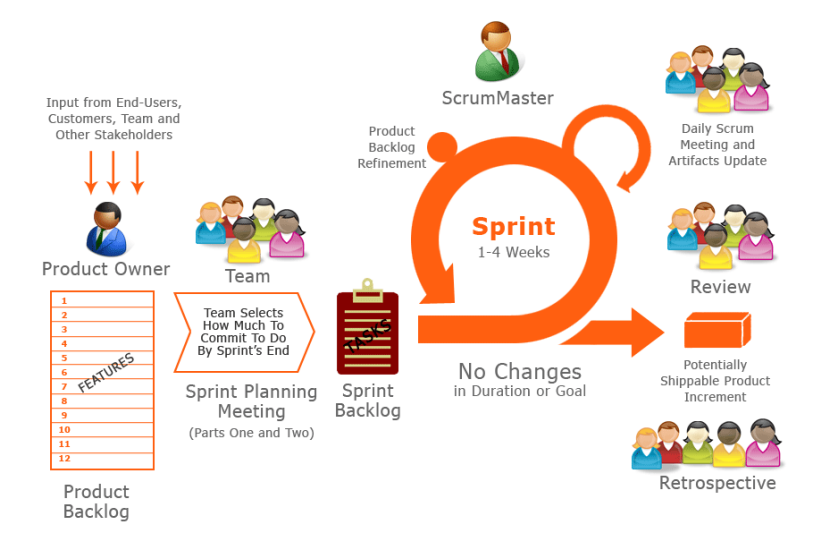 ScrumMaster
Input from End-Users,
Customers, Team and
Other Stakeholders
Product
Backlog
Refinement
Daily Scrum
Meeting and
Artifacts Update
Product Owner
Team
Sprint
1-4 Weeks
Review
1
2
3
4
5
6
7
8
9
10
11
12
FEATURES
Team Selects
How Much To
Commit To Do
By Sprint's End
TASKS
Sprint Planning
Meeting
(Parts One and Two)
Sprint
Backlog
No Changes
in Duration or Goal
Potentially
Shippable Product
Increment
Product
Backlog
Retrospective